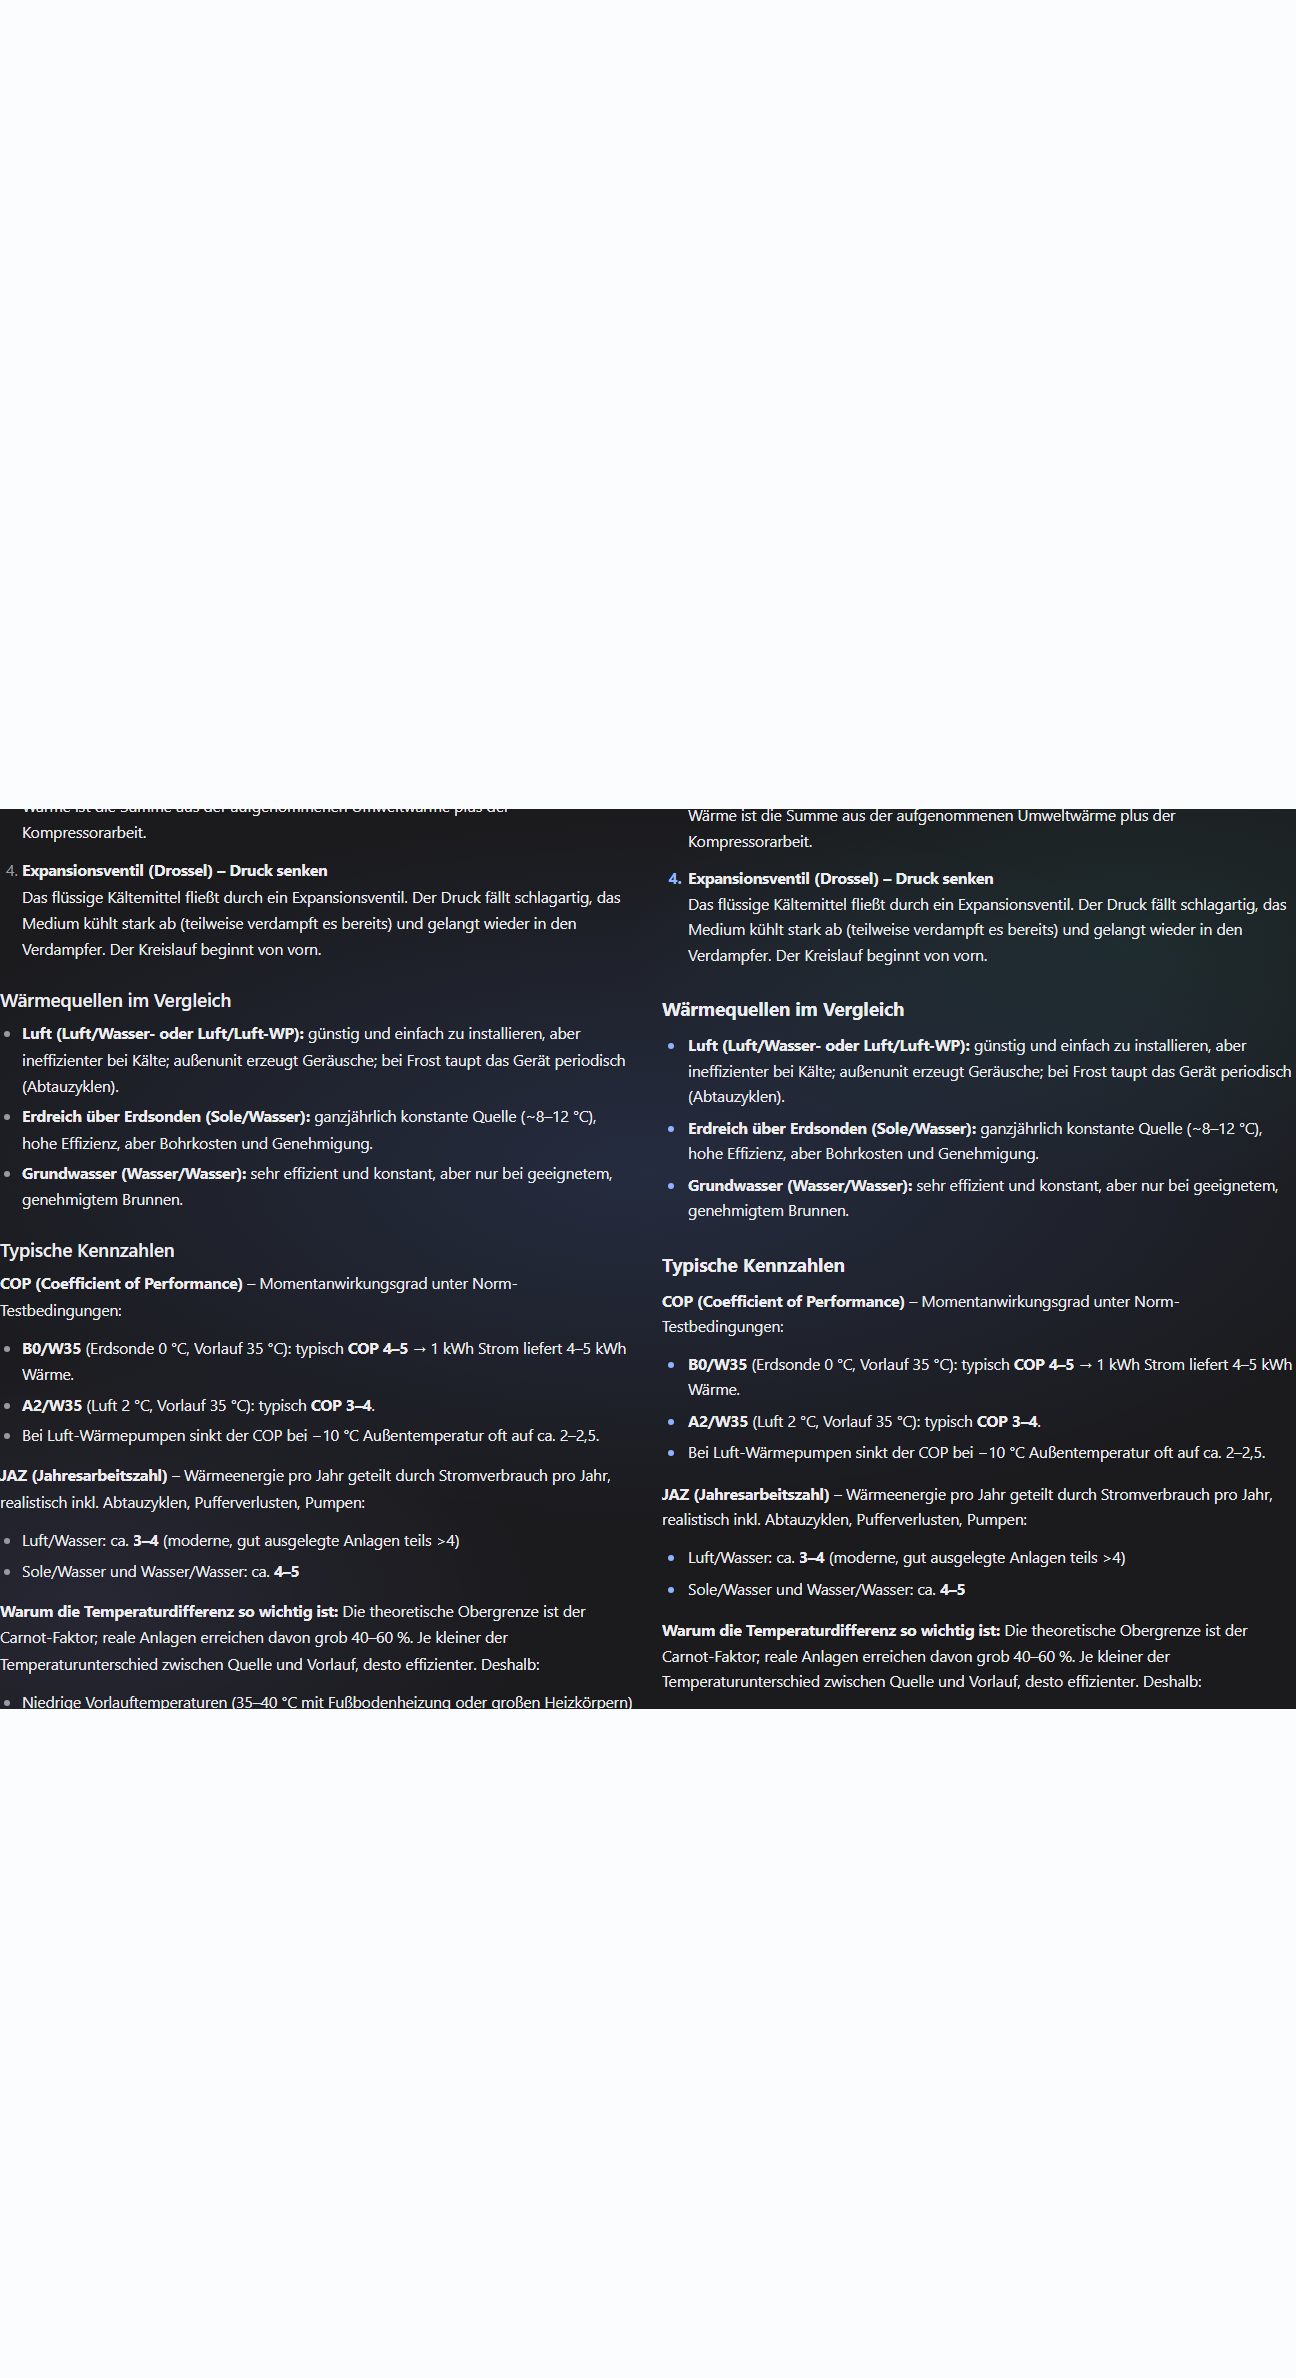 Wärme ist die Summe aus der aufgenommenen Umweltwärme plus der
Kompressorarbeit.
4. Expansionsventil (Drossel) – Druck senken
Das flüssige Kältemittel fließt durch ein Expansionsventil. Der Druck fällt schlagartig, das
Medium kühlt stark ab (teilweise verdampft es bereits) und gelangt wieder in den
Verdampfer. Der Kreislauf beginnt von vorn.
Wärmequellen im Vergleich
• Luft (Luft/Wasser- oder Luft/Luft-WP): günstig und einfach zu installieren, aber
ineffizienter bei Kälte; außenunit erzeugt Geräusche; bei Frost taupt das Gerät periodisch
(Abtauzyklen).
• Erdreich über Erdsonden (Sole/Wasser): ganzjährlich konstante Quelle (~8–12 °C),
hohe Effizienz, aber Bohrkosten und Genehmigung.
• Grundwasser (Wasser/Wasser): sehr effizient und konstant, aber nur bei geeignetem,
genehmigtem Brunnen.
Typische Kennzahlen
COP (Coefficient of Performance) – Momentanwirkungsgrad unter Norm-
Testbedingungen:
• B0/W35 (Erdsonde 0 °C, Vorlauf 35 °C): typisch COP 4–5 → 1 kWh Strom liefert 4–5 kWh
Wärme.
• A2/W35 (Luft 2 °C, Vorlauf 35 °C): typisch COP 3–4.
• Bei Luft-Wärmepumpen sinkt der COP bei −10 °C Außentemperatur oft auf ca. 2–2,5.
JAZ (Jahresarbeitszahl) – Wärmeenergie pro Jahr geteilt durch Stromverbrauch pro Jahr,
realistisch inkl. Abtauzyklen, Pufferverlusten, Pumpen:
• Luft/Wasser: ca. 3–4 (moderne, gut ausgelegte Anlagen teils >4)
• Sole/Wasser und Wasser/Wasser: ca. 4–5
Warum die Temperaturdifferenz so wichtig ist: Die theoretische Obergrenze ist der
Carnot-Faktor; reale Anlagen erreichen davon grob 40–60 %. Je kleiner der
Temperaturunterschied zwischen Quelle und Vorlauf, desto effizienter. Deshalb:
• Niedrige Vorlauftemperaturen (35–40 °C mit Fußbodenheizung oder großen Heizkörpern)
Wärme ist die Summe aus der aufgenommenen Umweltwärme plus der
Kompressorarbeit.
4. Expansionsventil (Drossel) – Druck senken
Das flüssige Kältemittel fließt durch ein Expansionsventil. Der Druck fällt schlagartig, das
Medium kühlt stark ab (teilweise verdampft es bereits) und gelangt wieder in den
Verdampfer. Der Kreislauf beginnt von vorn.
Wärmequellen im Vergleich
• Luft (Luft/Wasser- oder Luft/Luft-WP): günstig und einfach zu installieren, aber
ineffizienter bei Kälte; außenunit erzeugt Geräusche; bei Frost taupt das Gerät periodisch
(Abtauzyklen).
• Erdreich über Erdsonden (Sole/Wasser): ganzjährlich konstante Quelle (~8–12 °C),
hohe Effizienz, aber Bohrkosten und Genehmigung.
• Grundwasser (Wasser/Wasser): sehr effizient und konstant, aber nur bei geeignetem,
genehmigtem Brunnen.
Typische Kennzahlen
COP (Coefficient of Performance) – Momentanwirkungsgrad unter Norm-
Testbedingungen:
• B0/W35 (Erdsonde 0 °C, Vorlauf 35 °C): typisch COP 4–5 → 1 kWh Strom liefert 4–5 kWh
Wärme.
• A2/W35 (Luft 2 °C, Vorlauf 35 °C): typisch COP 3–4.
• Bei Luft-Wärmepumpen sinkt der COP bei −10 °C Außentemperatur oft auf ca. 2–2,5.
JAZ (Jahresarbeitszahl) – Wärmeenergie pro Jahr geteilt durch Stromverbrauch pro Jahr,
realistisch inkl. Abtauzyklen, Pufferverlusten, Pumpen:
• Luft/Wasser: ca. 3–4 (moderne, gut ausgelegte Anlagen teils >4)
• Sole/Wasser und Wasser/Wasser: ca. 4–5
Warum die Temperaturdifferenz so wichtig ist: Die theoretische Obergrenze ist der
Carnot-Faktor; reale Anlagen erreichen davon grob 40–60 %. Je kleiner der
Temperaturunterschied zwischen Quelle und Vorlauf, desto effizienter. Deshalb: